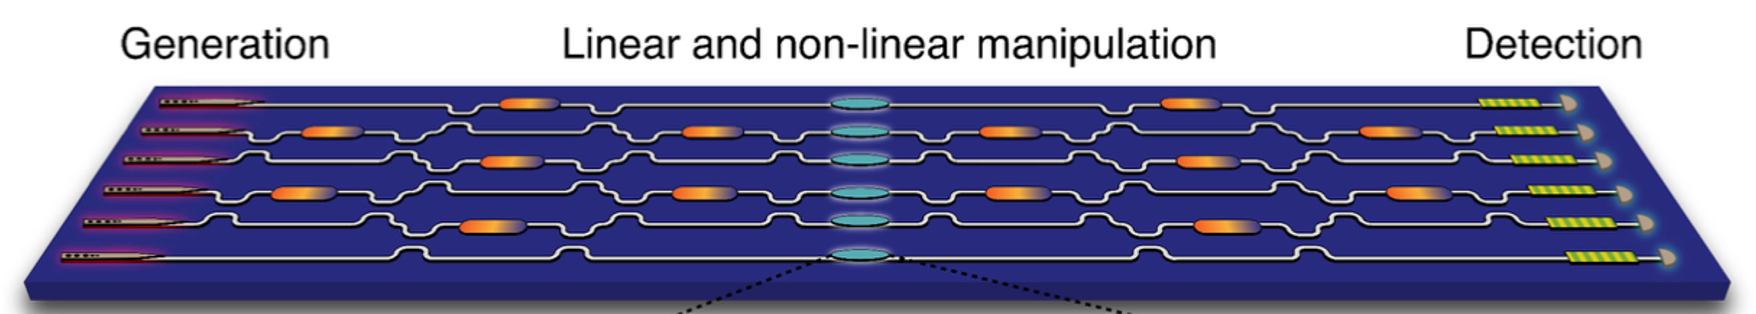 Generation
Linear and non-linear manipulation
Detection